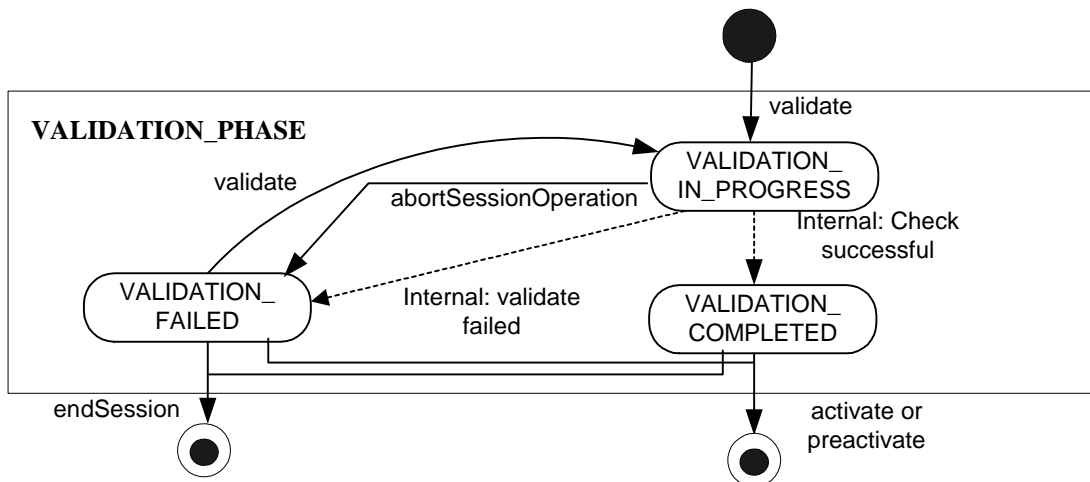 validate
VALIDATION_PHASE
VALIDATION_
IN_PROGRESS
validate
abortSessionOperation
Internal: Check
successful
VALIDATION_
FAILED
Internal: validate
failed
VALIDATION_
COMPLETED
endSession
activate or
preactivate